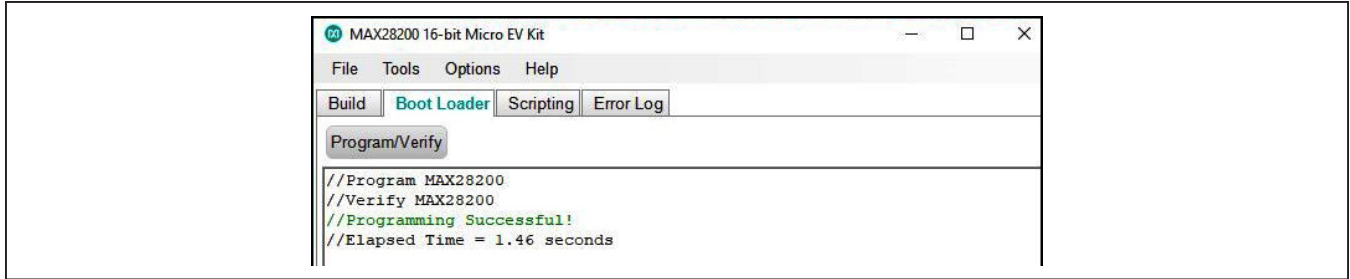 MAX28200 16-bit Micro EV Kit
File Tools Options Help
Build Boot Loader Scripting Error Log
Program/Verify
//Program MAX28200
//Verify MAX28200
//Programming Successful!
//Elapsed Time = 1.46 seconds